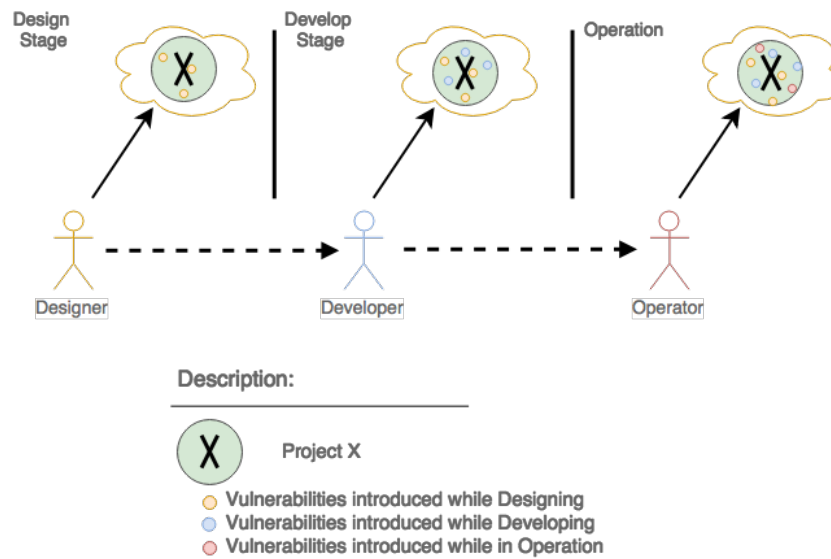 Design
Stage
Develop
Stage
Operation
X
X
X
Designer
Developer
Operator
Description:
X
Project X
Vulnerabilities introduced while Designing
Vulnerabilities introduced while Developing
Vulnerabilities introduced while in Operation